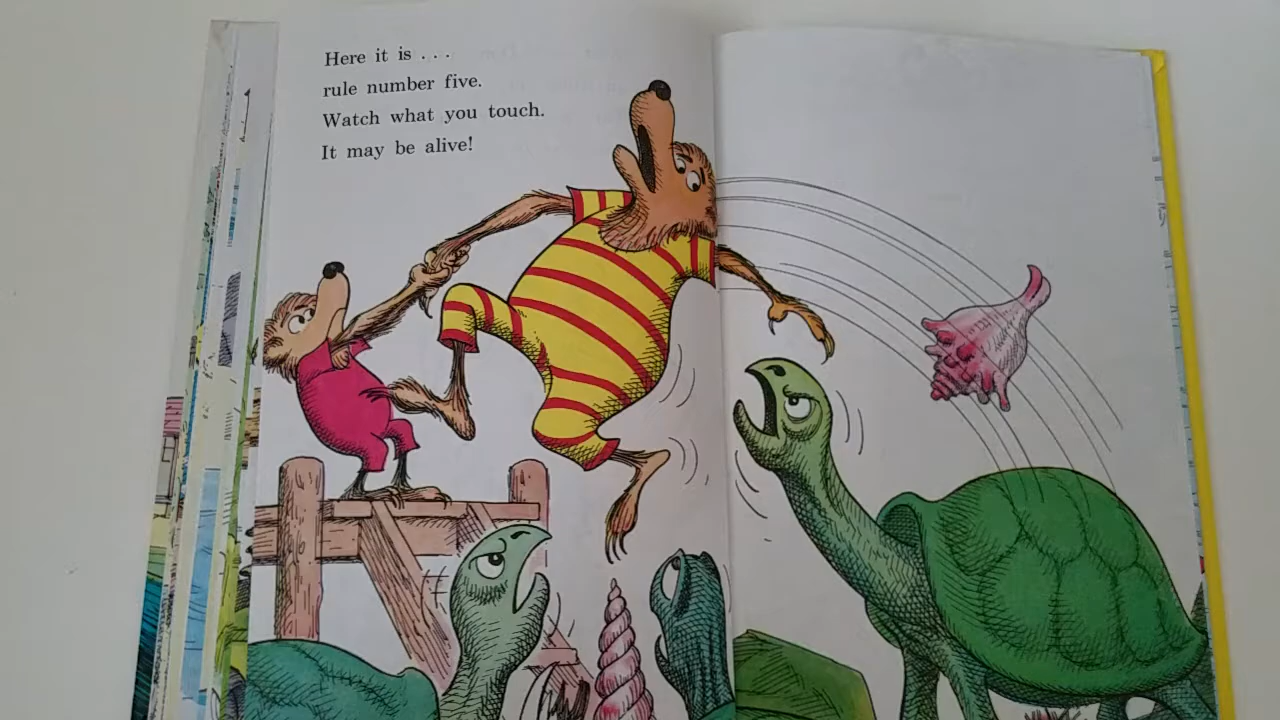 Here it is . . .
rule number five.
Watch what you touch.
It may be alive!